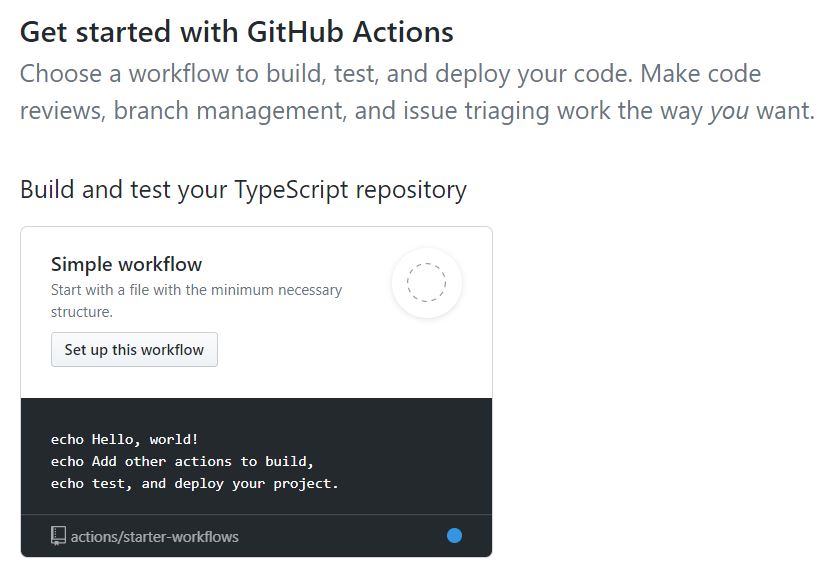 Get started with GitHub Actions
Choose a workflow to build, test, and deploy your code. Make code
reviews, branch management, and issue triaging work the way you want.
Build and test your TypeScript repository
Simple workflow
Start with a file with the minimum necessary
structure.
Set up this workflow
echo Hello, world!
echo Add other actions to build,
echo test, and deploy your project.
actions/starter-workflows